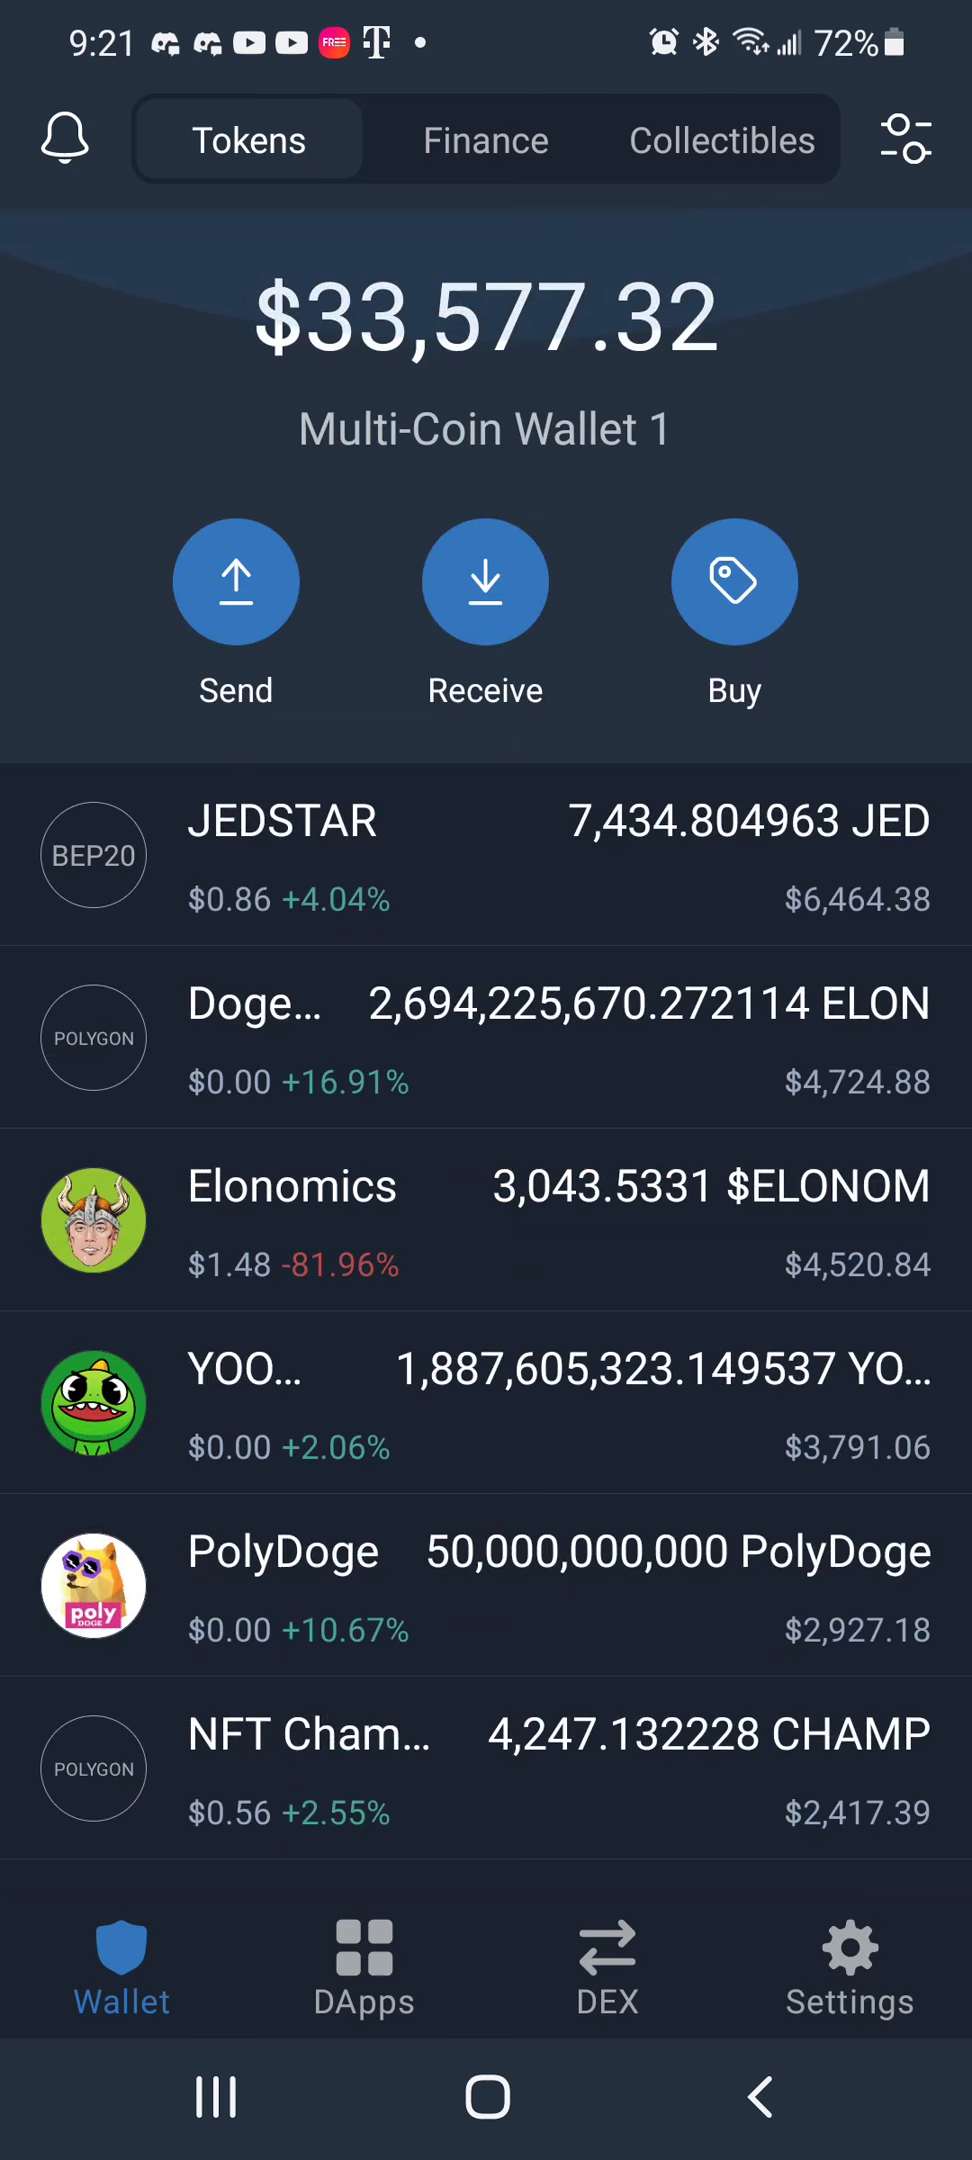 9:21 FREE T 72%
Tokens Finance Collectibles
$33,577.32
Multi-Coin Wallet 1
Send Receive Buy
BEP20 JEDSTAR 7,434.804963 JED
$0.86 +4.04% $6,464.38
POLYGON Doge... 2,694,225,670.272114 ELON
$0.00 +16.91% $4,724.88
Elonomics 3,043.5331 $ELONOM
$1.48 -81.96% $4,520.84
YOO... 1,887,605,323.149537 YO...
$0.00 +2.06% $3,791.06
PolyDoge 50,000,000,000 PolyDoge
poly
DOGE
$0.00 +10.67% $2,927.18
POLYGON NFT Cham... 4,247.132228 CHAMP
$0.56 +2.55% $2,417.39
Wallet DApps DEX Settings